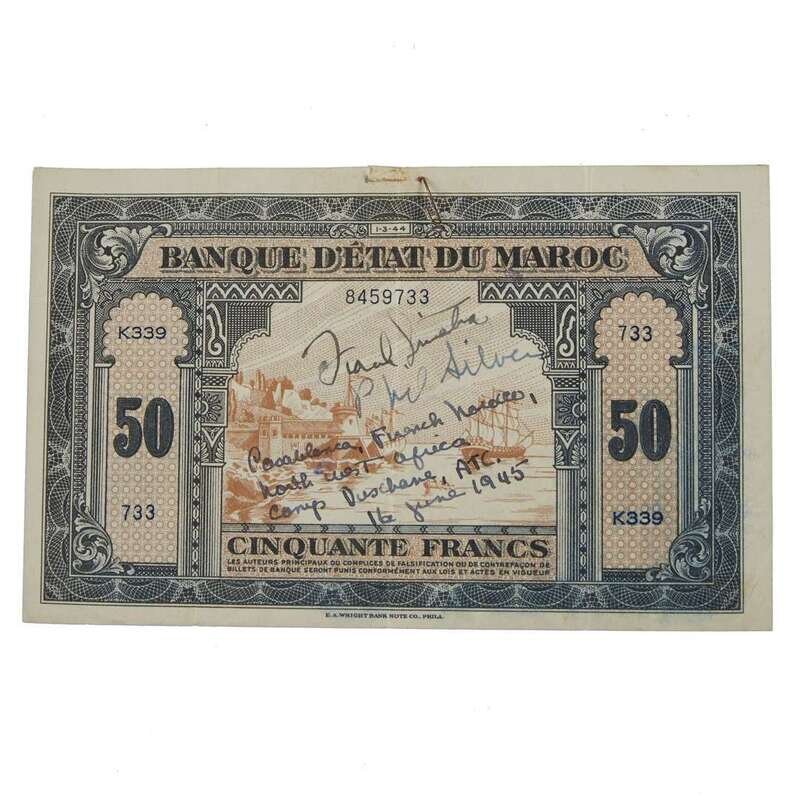 1-3-44
BANQUE D'ÉTAT DU MAROC
8459733
K339
733
Frank Sinatra
Phil Silvers
50
50
Casablanca, French Morocco,
North West Africa
Camp Duschane, ATC.
16 June 1945
733
K339
CINQUANTE FRANCS
LES AUTEURS PRINCIPAUX OU COMPLICES DE FALSIFICATION OU DE CONTREFAÇON DE
BILLETS DE BANQUE SERONT PUNIS CONFORMÉMENT AUX LOIS ET ACTES EN VIGUEUR
E.A. WRIGHT BANK NOTE CO., PHILA.